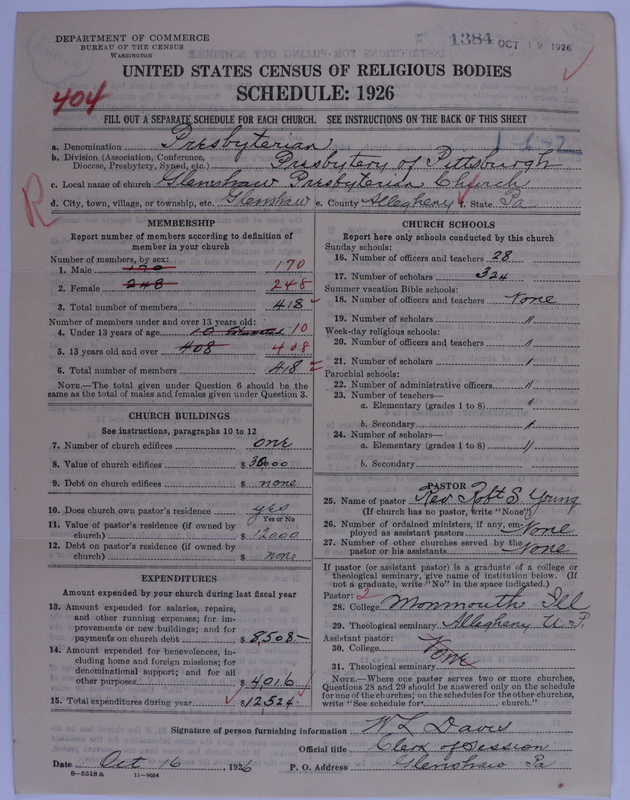 DEPARTMENT OF COMMERCE
BUREAU OF THE CENSUS
WASHINGTON
1384 OCT 19 1926
UNITED STATES CENSUS OF RELIGIOUS BODIES
SCHEDULE: 1926
404
FILL OUT A SEPARATE SCHEDULE FOR EACH CHURCH. SEE INSTRUCTIONS ON THE BACK OF THIS SHEET
1-6-2
a. Denomination Presbyterian
b. Division (Association, Conference, Diocese, Presbytery, Synod, etc.) Presbytery of Pittsburgh
c. Local name of church Glenshaw Presbyterian Church
d. City, town, village, or township, etc. Glenshaw e. County Allegheny f. State Pa
R
MEMBERSHIP
Report number of members according to definition of
member in your church
Number of members, by sex:
1. Male 170 170
2. Female 248 248
3. Total number of members 418
Number of members under and over 13 years old:
4. Under 13 years of age 10 10
5. 13 years old and over 408 408
6. Total number of members 418
NOTE.—The total given under Question 6 should be the
same as the total of males and females given under Question 3.
CHURCH BUILDINGS
See instructions, paragraphs 10 to 12
7. Number of church edifices one
8. Value of church edifices $ 30000
9. Debt on church edifices $ none
10. Does church own pastor's residence yes
Yes or No
11. Value of pastor's residence (if owned by
church) $ 12000
12. Debt on pastor's residence (if owned by
church) $ none
EXPENDITURES
Amount expended by your church during last fiscal year
13. Amount expended for salaries, repairs,
and other running expenses; for im-
provements or new buildings; and for
payments on church debt $ 8,508-
14. Amount expended for benevolences, in-
cluding home and foreign missions; for
denominational support; and for all
other purposes $ 4,016
15. Total expenditures during year $ 12,524.
CHURCH SCHOOLS
Report here only schools conducted by this church
Sunday schools:
16. Number of officers and teachers 28
17. Number of scholars 324
Summer vacation Bible schools:
18. Number of officers and teachers None
19. Number of scholars "
Week-day religious schools:
20. Number of officers and teachers "
21. Number of scholars "
Parochial schools:
22. Number of administrative officers "
23. Number of teachers—
a. Elementary (grades 1 to 8) "
b. Secondary "
24. Number of scholars—
a. Elementary (grades 1 to 8) "
b. Secondary "
PASTOR
25. Name of pastor Rev Robt S. Young
(If church has no pastor, write "None")
26. Number of ordained ministers, if any, em-
ployed as assistant pastors None
27. Number of other churches served by the
pastor or his assistants None
If pastor (or assistant pastor) is a graduate of a college or
theological seminary, give name of institution below. (If
not a graduate, write "No" in the space indicated.)
Pastor: 2
28. College Monmouth Ill
29. Theological seminary Allegheny U.P.
Assistant pastor:
30. College None
31. Theological seminary
NOTE.—Where one pastor serves two or more churches,
Questions 28 and 29 should be answered only on the schedule
for one of the churches; on the schedules for the other churches,
write "See schedule for church."
Signature of person furnishing information W L Davis
Official title Clerk of Session
Date Oct 16, 1926 P. O. Address Glenshaw Pa
8—5518 a 11—9034